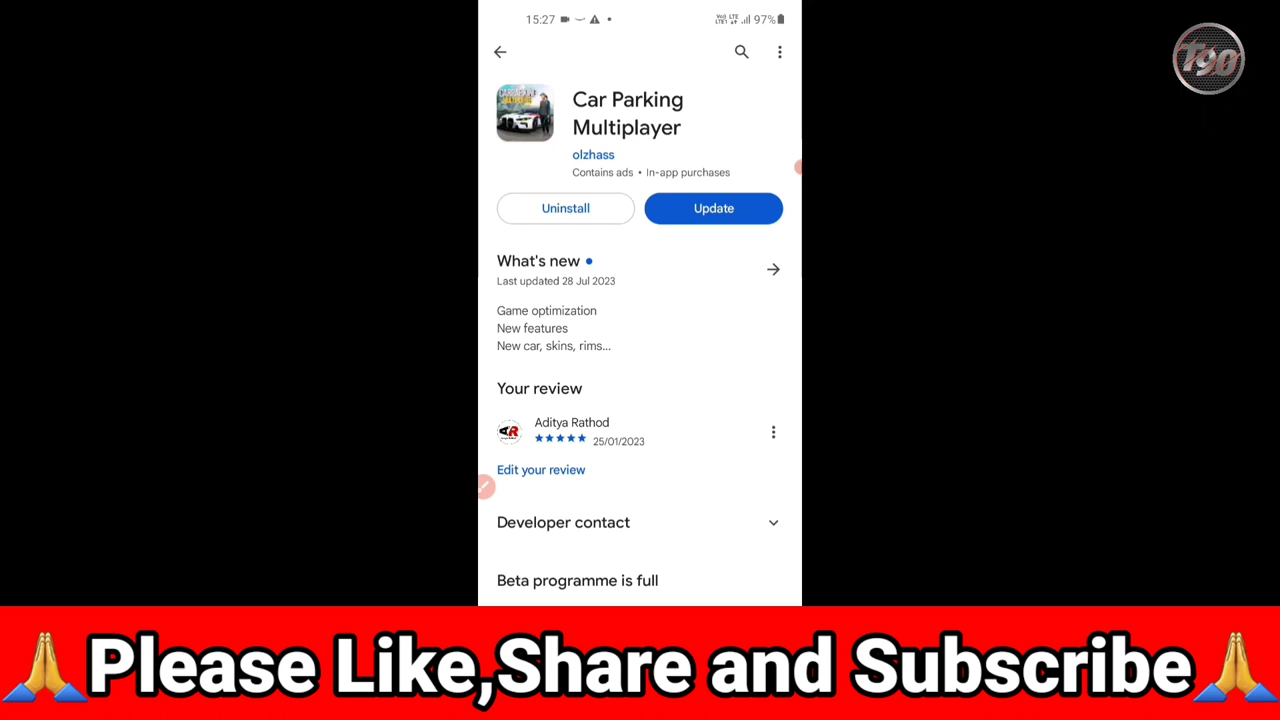 15:27
97%
T90
Car Parking
Multiplayer
olzhass
Contains ads • In-app purchases
Uninstall
Update
What's new
Last updated 28 Jul 2023
Game optimization
New features
New car, skins, rims...
Your review
Aditya Rathod
25/01/2023
Edit your review
Developer contact
Beta programme is full
🙏Please Like,Share and Subscribe🙏